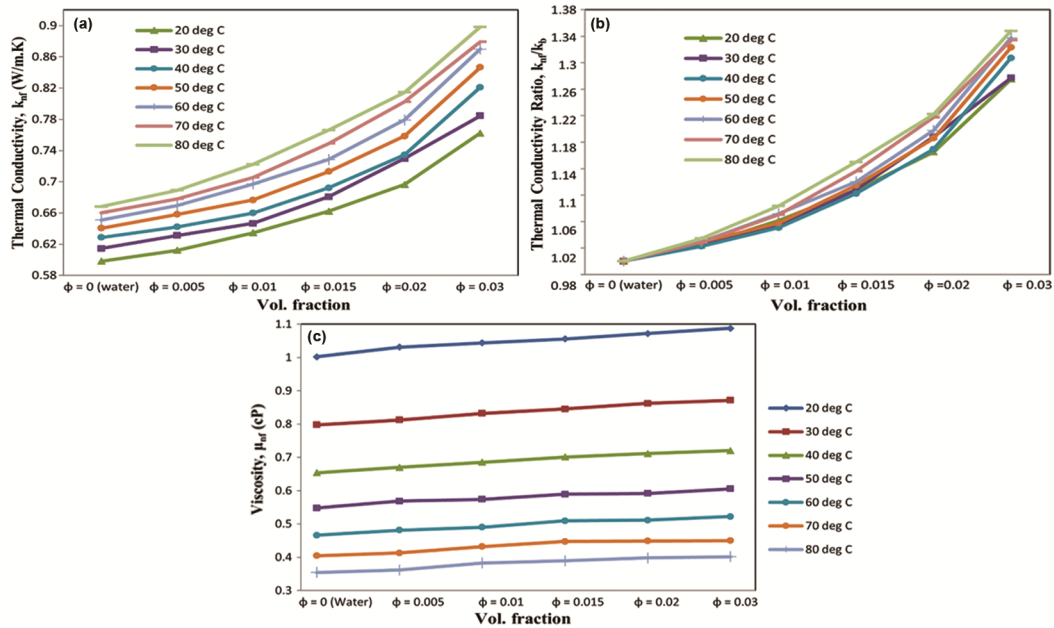 (a)
Thermal Conductivity, knf (W/m.K)
0.9
0.86
0.82
0.78
0.74
0.7
0.66
0.62
0.58
20 deg C
30 deg C
40 deg C
50 deg C
60 deg C
70 deg C
80 deg C
ϕ = 0 (water)
ϕ = 0.005
ϕ = 0.01
ϕ = 0.015
ϕ =0.02
ϕ = 0.03
Vol. fraction
(b)
Thermal Conductivity Ratio, knf/kb
1.38
1.34
1.3
1.26
1.22
1.18
1.14
1.1
1.06
1.02
0.98
20 deg C
30 deg C
40 deg C
50 deg C
60 deg C
70 deg C
80 deg C
ϕ = 0 (water)
ϕ = 0.005
ϕ = 0.01
ϕ = 0.015
ϕ =0.02
ϕ = 0.03
Vol. fraction
(c)
Viscosity, μnf (cP)
1.1
1
0.9
0.8
0.7
0.6
0.5
0.4
0.3
20 deg C
30 deg C
40 deg C
50 deg C
60 deg C
70 deg C
80 deg C
ϕ = 0 (Water)
ϕ = 0.005
ϕ = 0.01
ϕ = 0.015
ϕ = 0.02
ϕ = 0.03
Vol. fraction